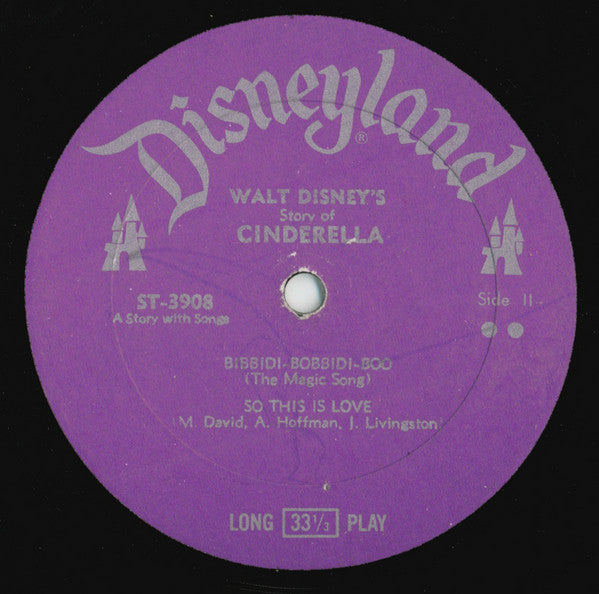 Disneyland®
WALT DISNEY'S
Story of
CINDERELLA
ST-3908
A Story with Songs
Side II
BIBBIDI-BOBBIDI-BOO
(The Magic Song)
SO THIS IS LOVE
(M. David, A. Hoffman, J. Livingston)
LONG 33⅓ PLAY